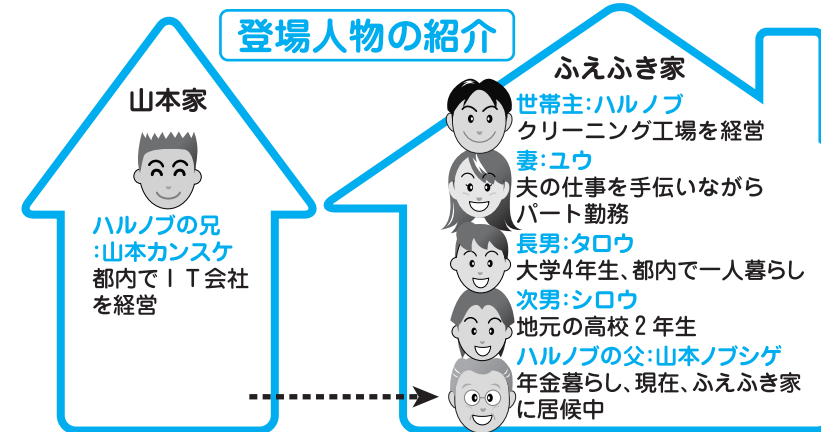 登場人物の紹介
山本家
ハルノブの兄
:山本カンスケ
都内でIT会社
を経営
ふえふき家
世帯主:ハルノブ
クリーニング工場を経営
妻:ユウ
夫の仕事を手伝いながら
パート勤務
長男:タロウ
大学4年生、都内で一人暮らし
次男:シロウ
地元の高校2年生
ハルノブの父:山本ノブシゲ
年金暮らし、現在、ふえふき家
に居候中